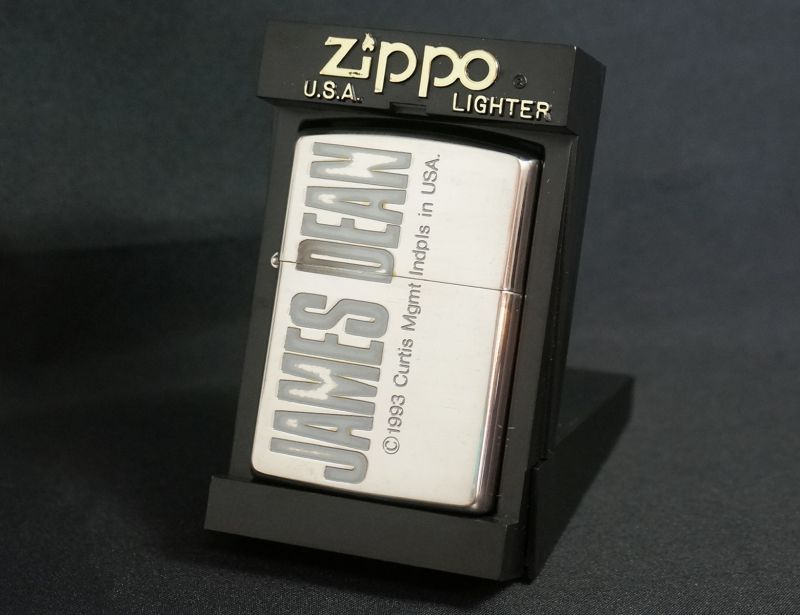 Zippo
U.S.A. LIGHTER
JAMES DEAN
©1993 Curtis Mgmt Indpls in USA.